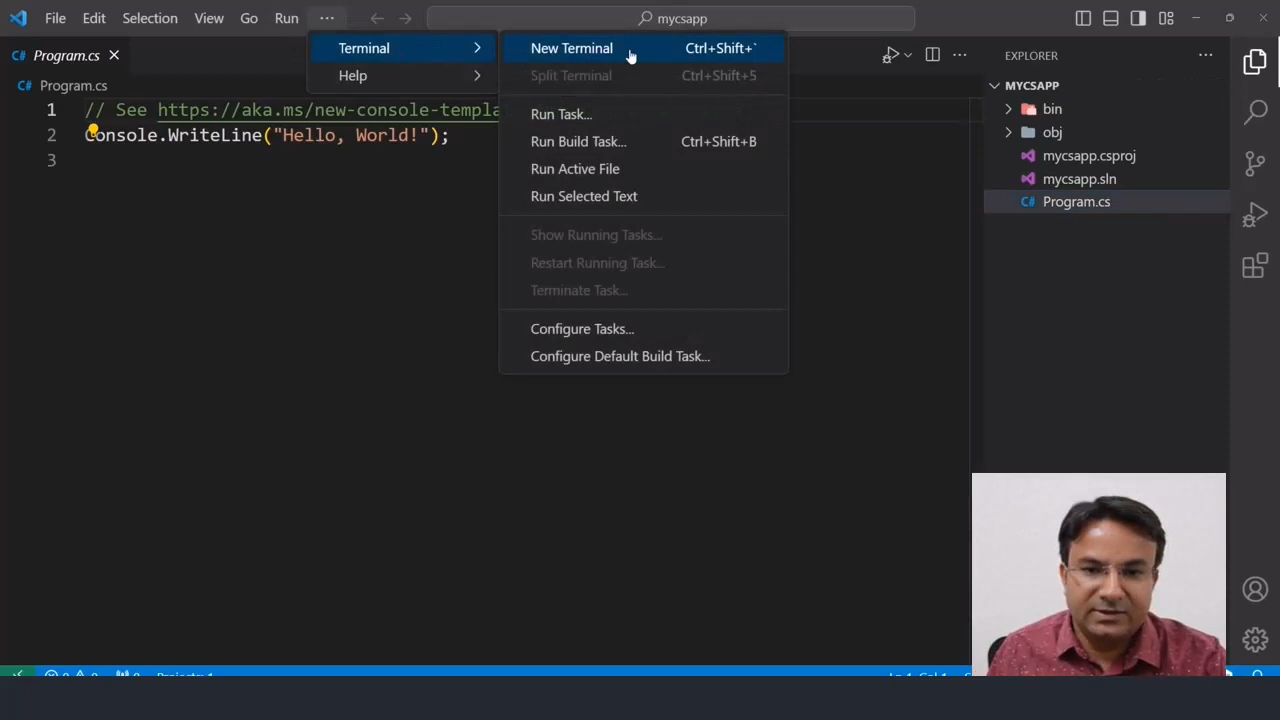 File Edit Selection View Go Run ··· mycsapp
Terminal
Help
New Terminal Ctrl+Shift+`
Split Terminal Ctrl+Shift+5
Run Task...
Run Build Task... Ctrl+Shift+B
Run Active File
Run Selected Text
Show Running Tasks...
Restart Running Task...
Terminate Task...
Configure Tasks...
Configure Default Build Task...
C# Program.cs
C# Program.cs
1 // See https://aka.ms/new-console-templa
2 Console.WriteLine("Hello, World!");
3
EXPLORER
MYCSAPP
bin
obj
mycsapp.csproj
mycsapp.sln
C# Program.cs